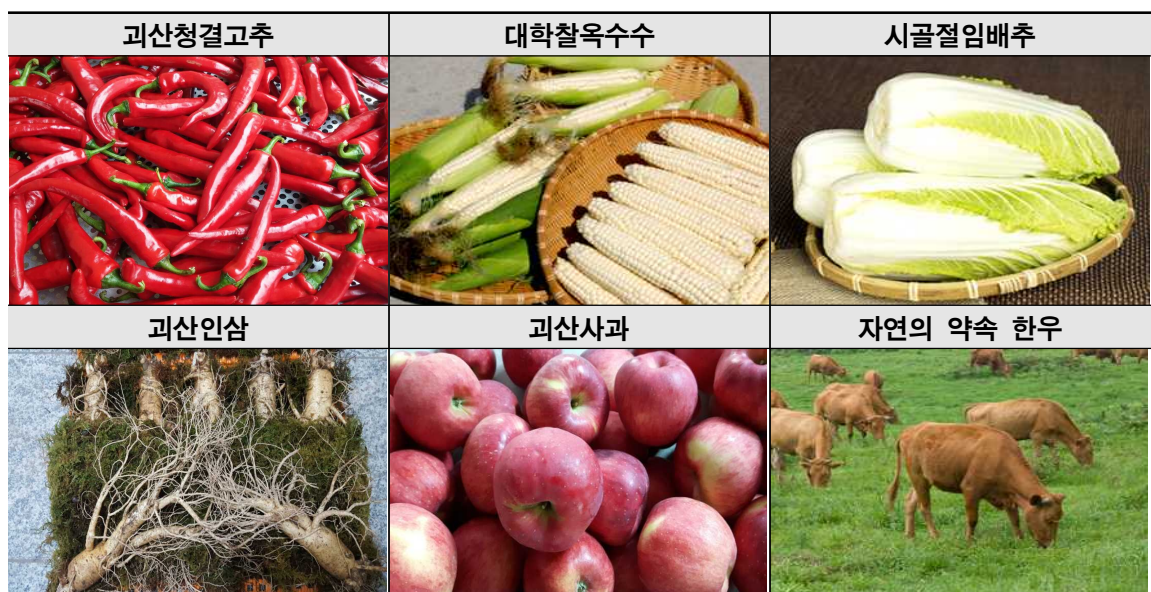 괴산청결고추
대학찰옥수수
시골절임배추
괴산인삼
괴산사과
자연의 약속 한우